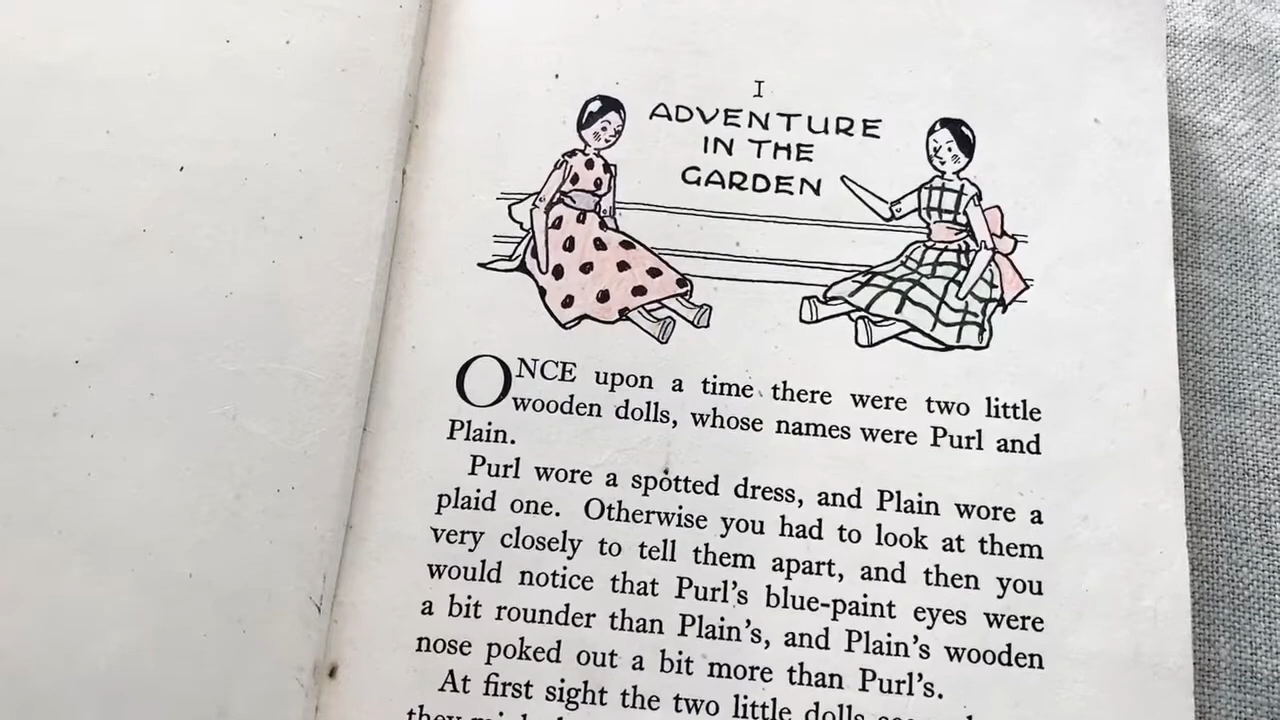 I
ADVENTURE
IN THE
GARDEN
ONCE upon a time there were two little
wooden dolls, whose names were Purl and
Plain.
Purl wore a spotted dress, and Plain wore a
plaid one. Otherwise you had to look at them
very closely to tell them apart, and then you
would notice that Purl's blue-paint eyes were
a bit rounder than Plain's, and Plain's wooden
nose poked out a bit more than Purl's.
At first sight the two little dolls